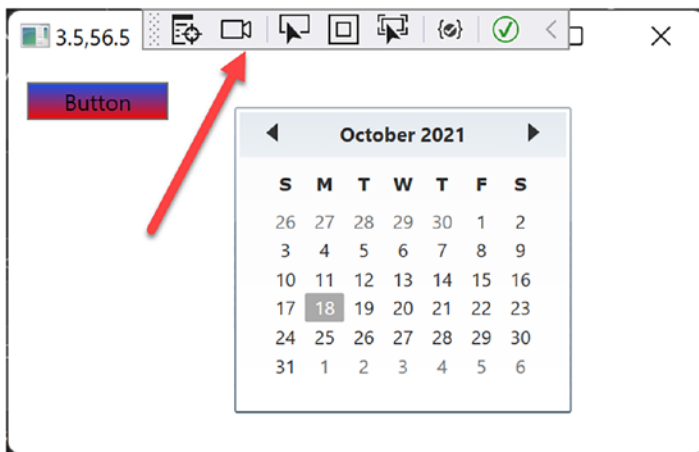 3.5,56.5
Button
October 2021
S M T W T F S
26 27 28 29 30 1 2
3 4 5 6 7 8 9
10 11 12 13 14 15 16
17 18 19 20 21 22 23
24 25 26 27 28 29 30
31 1 2 3 4 5 6